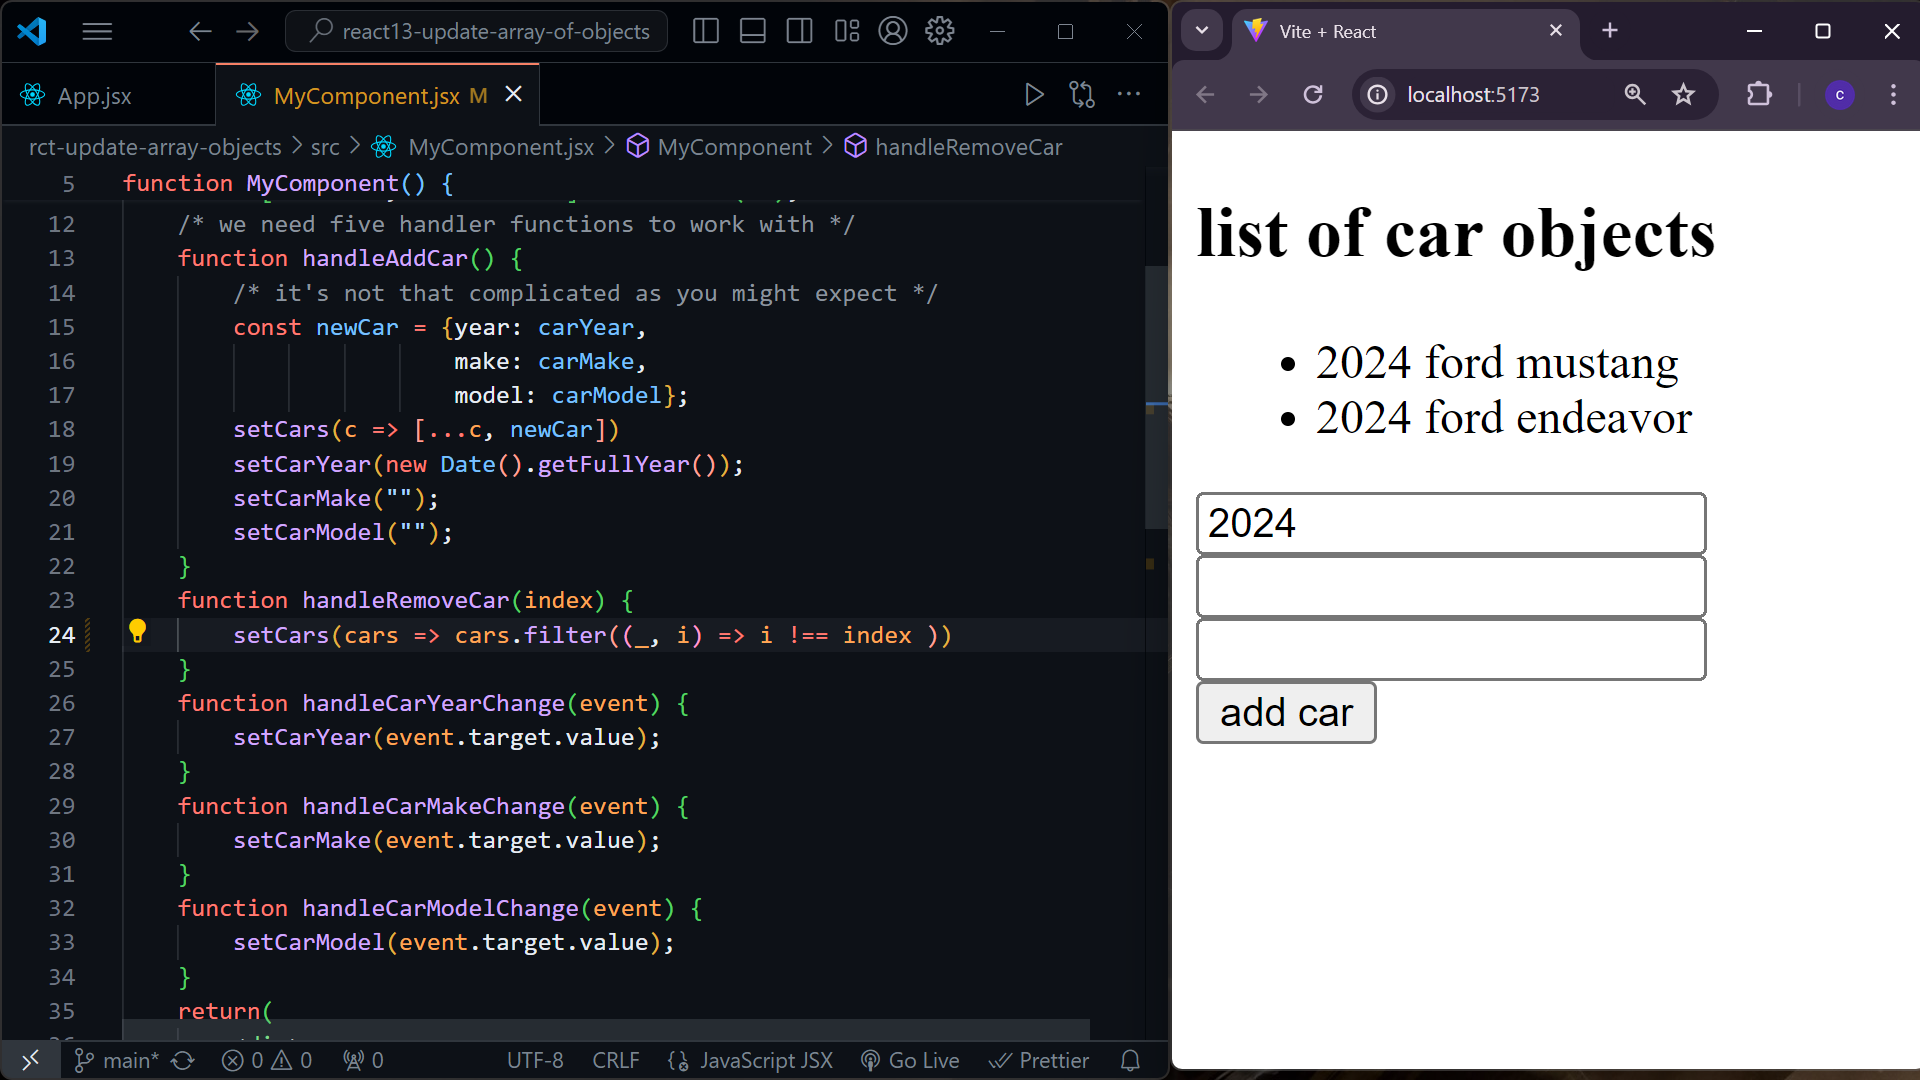 react13-update-array-of-objects
App.jsx
MyComponent.jsx M
rct-update-array-objects > src > MyComponent.jsx > MyComponent > handleRemoveCar
5 function MyComponent() {
12 /* we need five handler functions to work with */
13 function handleAddCar() {
14 /* it's not that complicated as you might expect */
15 const newCar = {year: carYear,
16 make: carMake,
17 model: carModel};
18 setCars(c => [...c, newCar])
19 setCarYear(new Date().getFullYear());
20 setCarMake("");
21 setCarModel("");
22 }
23 function handleRemoveCar(index) {
24 setCars(cars => cars.filter((_, i) => i !== index ))
25 }
26 function handleCarYearChange(event) {
27 setCarYear(event.target.value);
28 }
29 function handleCarMakeChange(event) {
30 setCarMake(event.target.value);
31 }
32 function handleCarModelChange(event) {
33 setCarModel(event.target.value);
34 }
35 return(
main* 0 0 0 UTF-8 CRLF JavaScript JSX Go Live Prettier
Vite + React
localhost:5173
c
list of car objects
• 2024 ford mustang
• 2024 ford endeavor
2024
add car